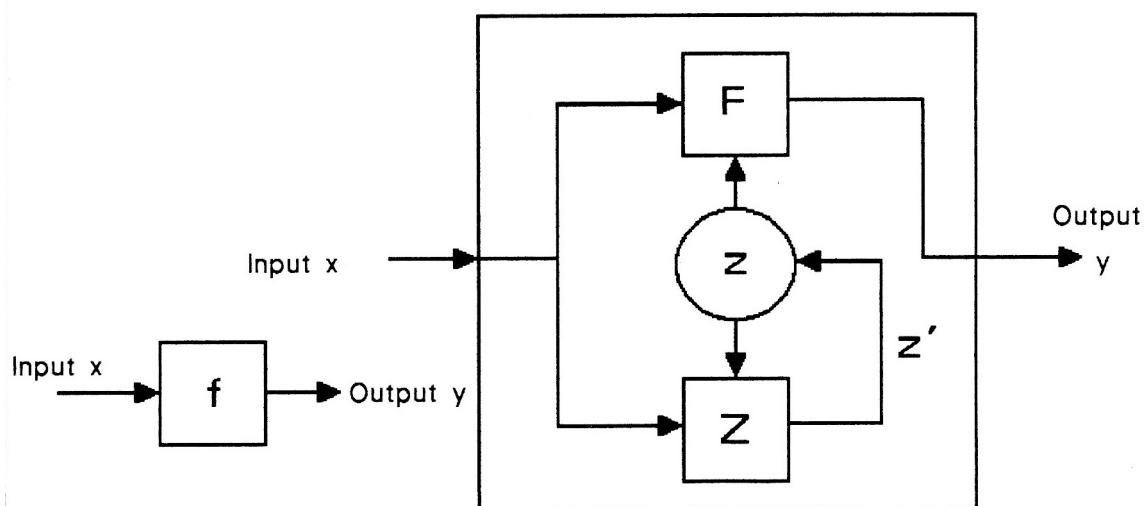 Input x
f
Output y
Input x
F
z
Z
z′
Output
y